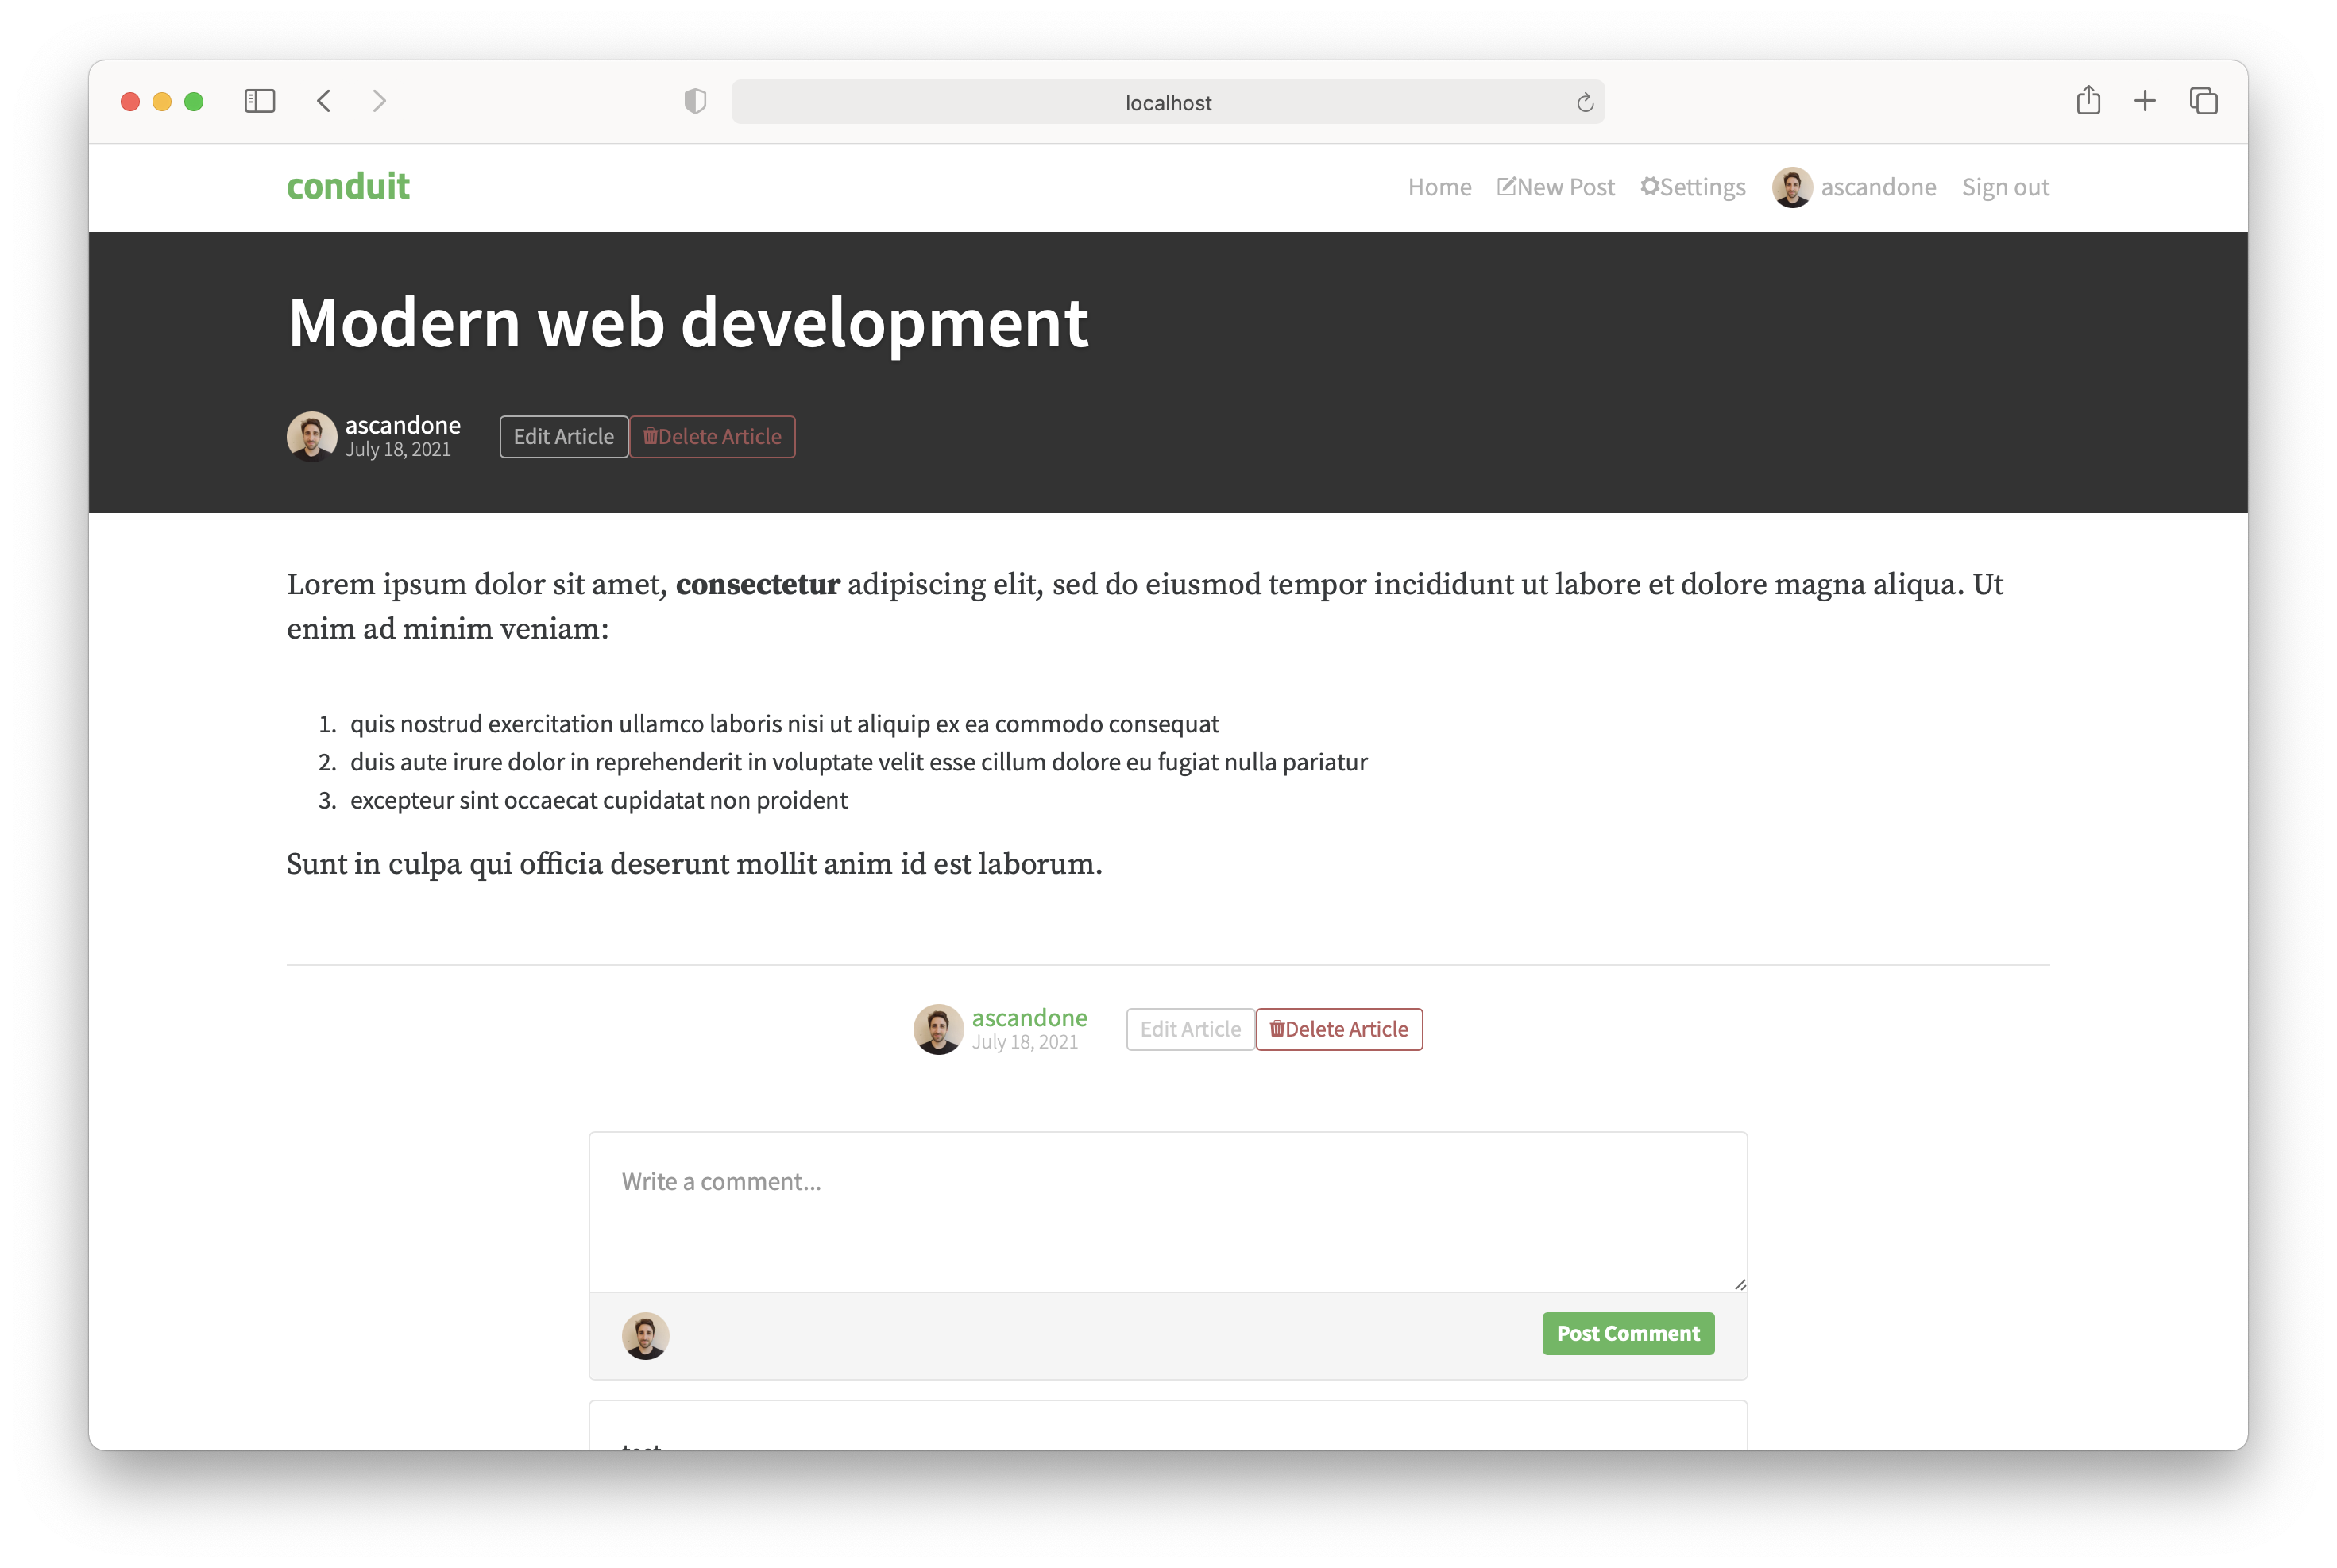 localhost
conduit
Home New Post Settings ascandone Sign out
Modern web development
ascandone
July 18, 2021
Edit Article Delete Article
Lorem ipsum dolor sit amet, consectetur adipiscing elit, sed do eiusmod tempor incididunt ut labore et dolore magna aliqua. Ut
enim ad minim veniam:
1. quis nostrud exercitation ullamco laboris nisi ut aliquip ex ea commodo consequat
2. duis aute irure dolor in reprehenderit in voluptate velit esse cillum dolore eu fugiat nulla pariatur
3. excepteur sint occaecat cupidatat non proident
Sunt in culpa qui officia deserunt mollit anim id est laborum.
ascandone
July 18, 2021
Edit Article Delete Article
Write a comment...
Post Comment
test